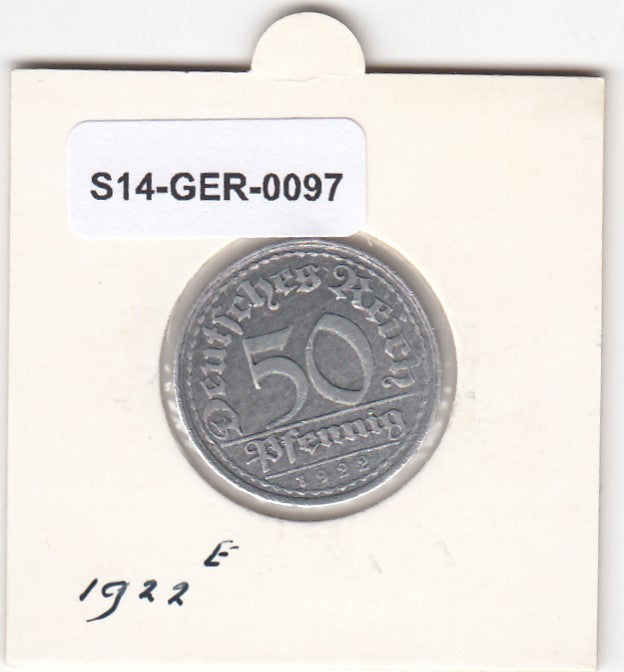 S14-GER-0097
Deutsches Reich
50
Pfennig
1922
E
1922